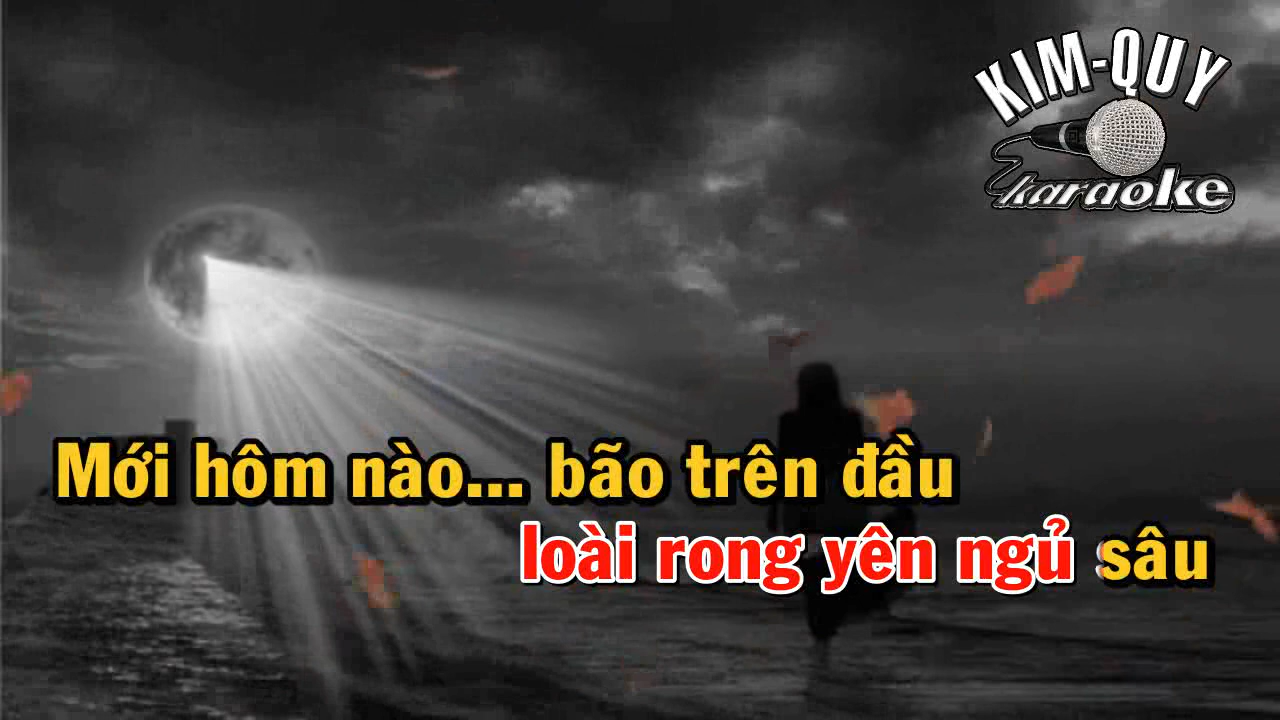 KIM-QUY
karaoke
Mới hôm nào... bão trên đầu
loài rong yên ngủ sâu